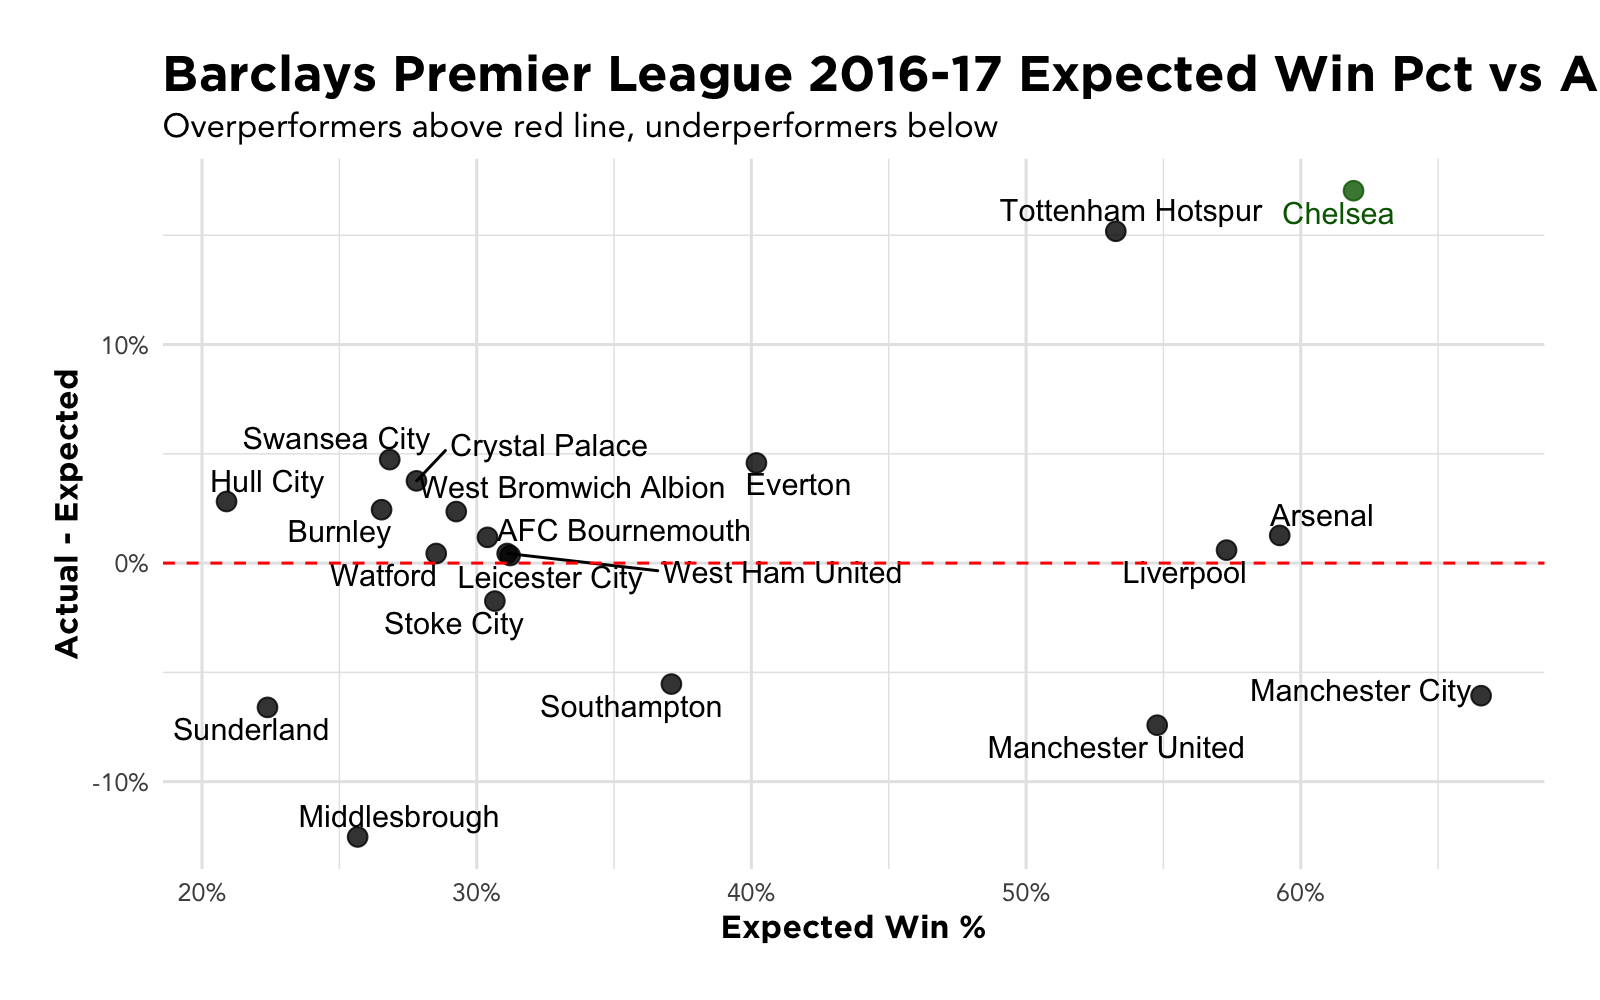 Barclays Premier League 2016-17 Expected Win Pct vs A
Overperformers above red line, underperformers below
Tottenham Hotspur
Chelsea
10%
Swansea City
Crystal Palace
Hull City
West Bromwich Albion
Everton
Burnley
AFC Bournemouth
Arsenal
0%
Watford
Leicester City
West Ham United
Liverpool
Stoke City
Southampton
Manchester City
Sunderland
Manchester United
-10%
Middlesbrough
Actual - Expected
20%
30%
40%
50%
60%
Expected Win %